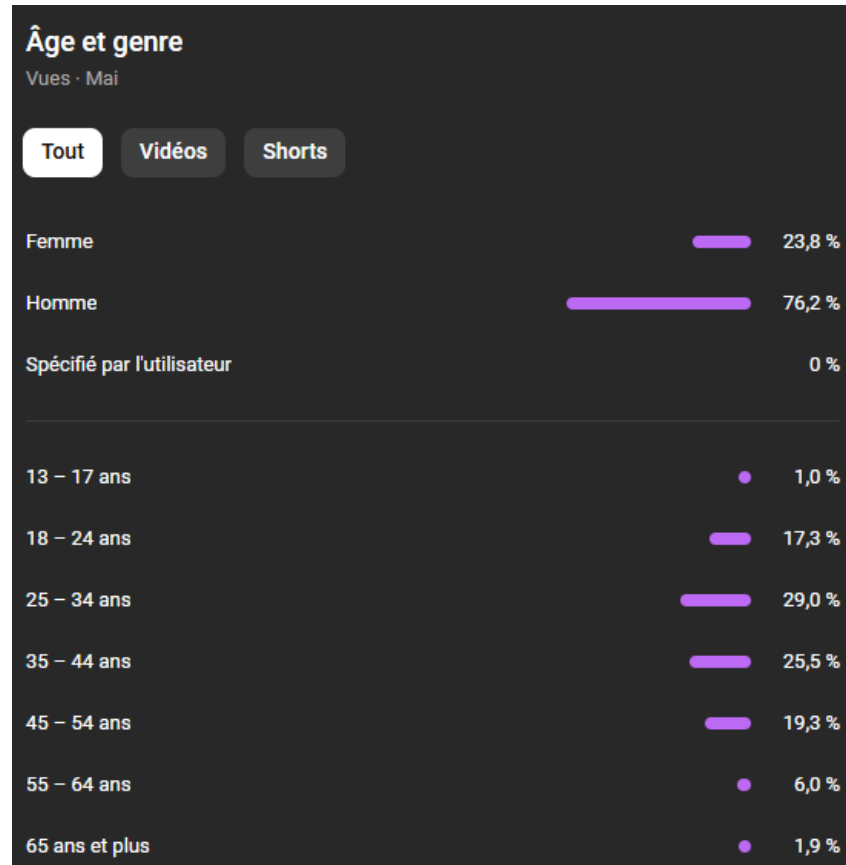 Âge et genre
Vues · Mai
Tout Vidéos Shorts
Femme 23,8 %
Homme 76,2 %
Spécifié par l'utilisateur 0 %
13 – 17 ans 1,0 %
18 – 24 ans 17,3 %
25 – 34 ans 29,0 %
35 – 44 ans 25,5 %
45 – 54 ans 19,3 %
55 – 64 ans 6,0 %
65 ans et plus 1,9 %